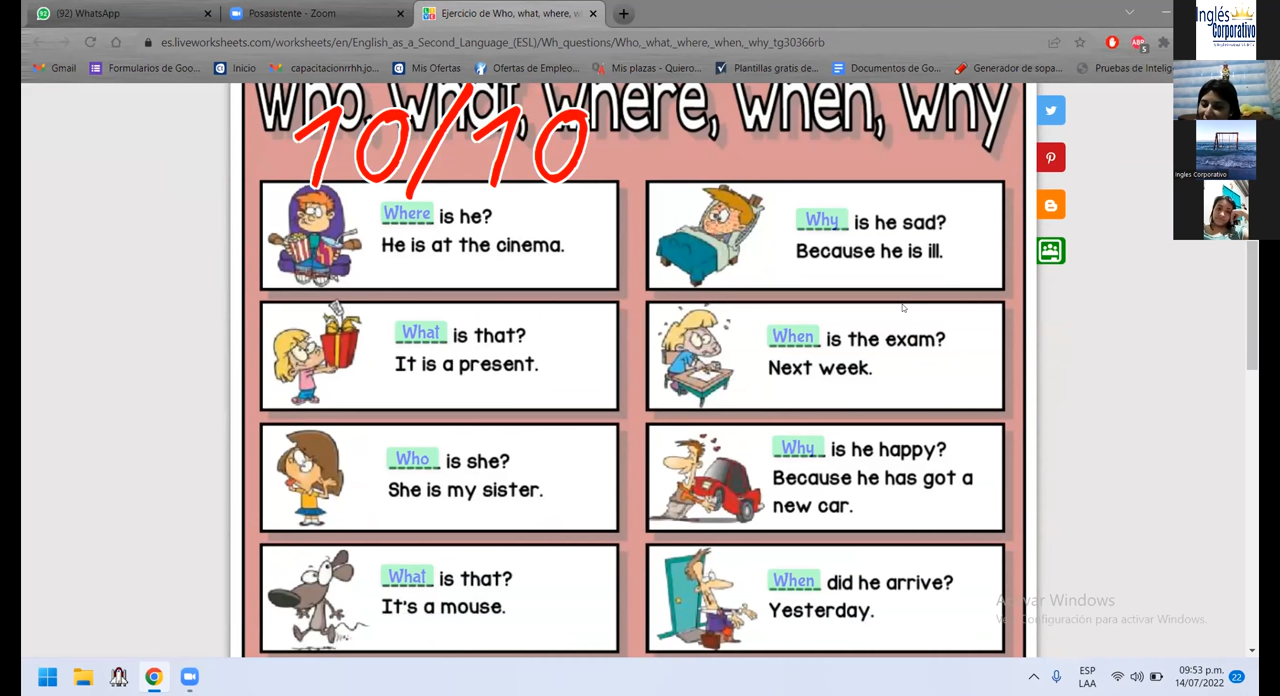 (92) WhatsApp
Posasistente - Zoom
Ejercicio de Who, what, where, w
es.liveworksheets.com/worksheets/en/English_as_a_Second_Language_(ESL)/Wh_questions/Who,_what,_where,_when,_why_tg30366rb
ABP
5
Gmail
Formularios de Goo...
Inicio
capacitacionrrhh.jo...
Mis Ofertas
Ofertas de Empleo...
Mis plazas - Quiero...
Plantillas gratis de...
Documentos de Go...
Generador de sopa...
Pruebas de Intelig
Inglés
Corporativo
Ingles Corporativo
Who, what, where, when, why
10/10
Where is he?
He is at the cinema.
What is that?
It is a present.
Who is she?
She is my sister.
What is that?
It's a mouse.
Why is he sad?
Because he is ill.
When is the exam?
Next week.
Why is he happy?
Because he has got a
new car.
When did he arrive?
Yesterday.
Activar Windows
Ve a Configuración para activar Windows.
ESP
LAA
09:53 p.m.
14/07/2022
22